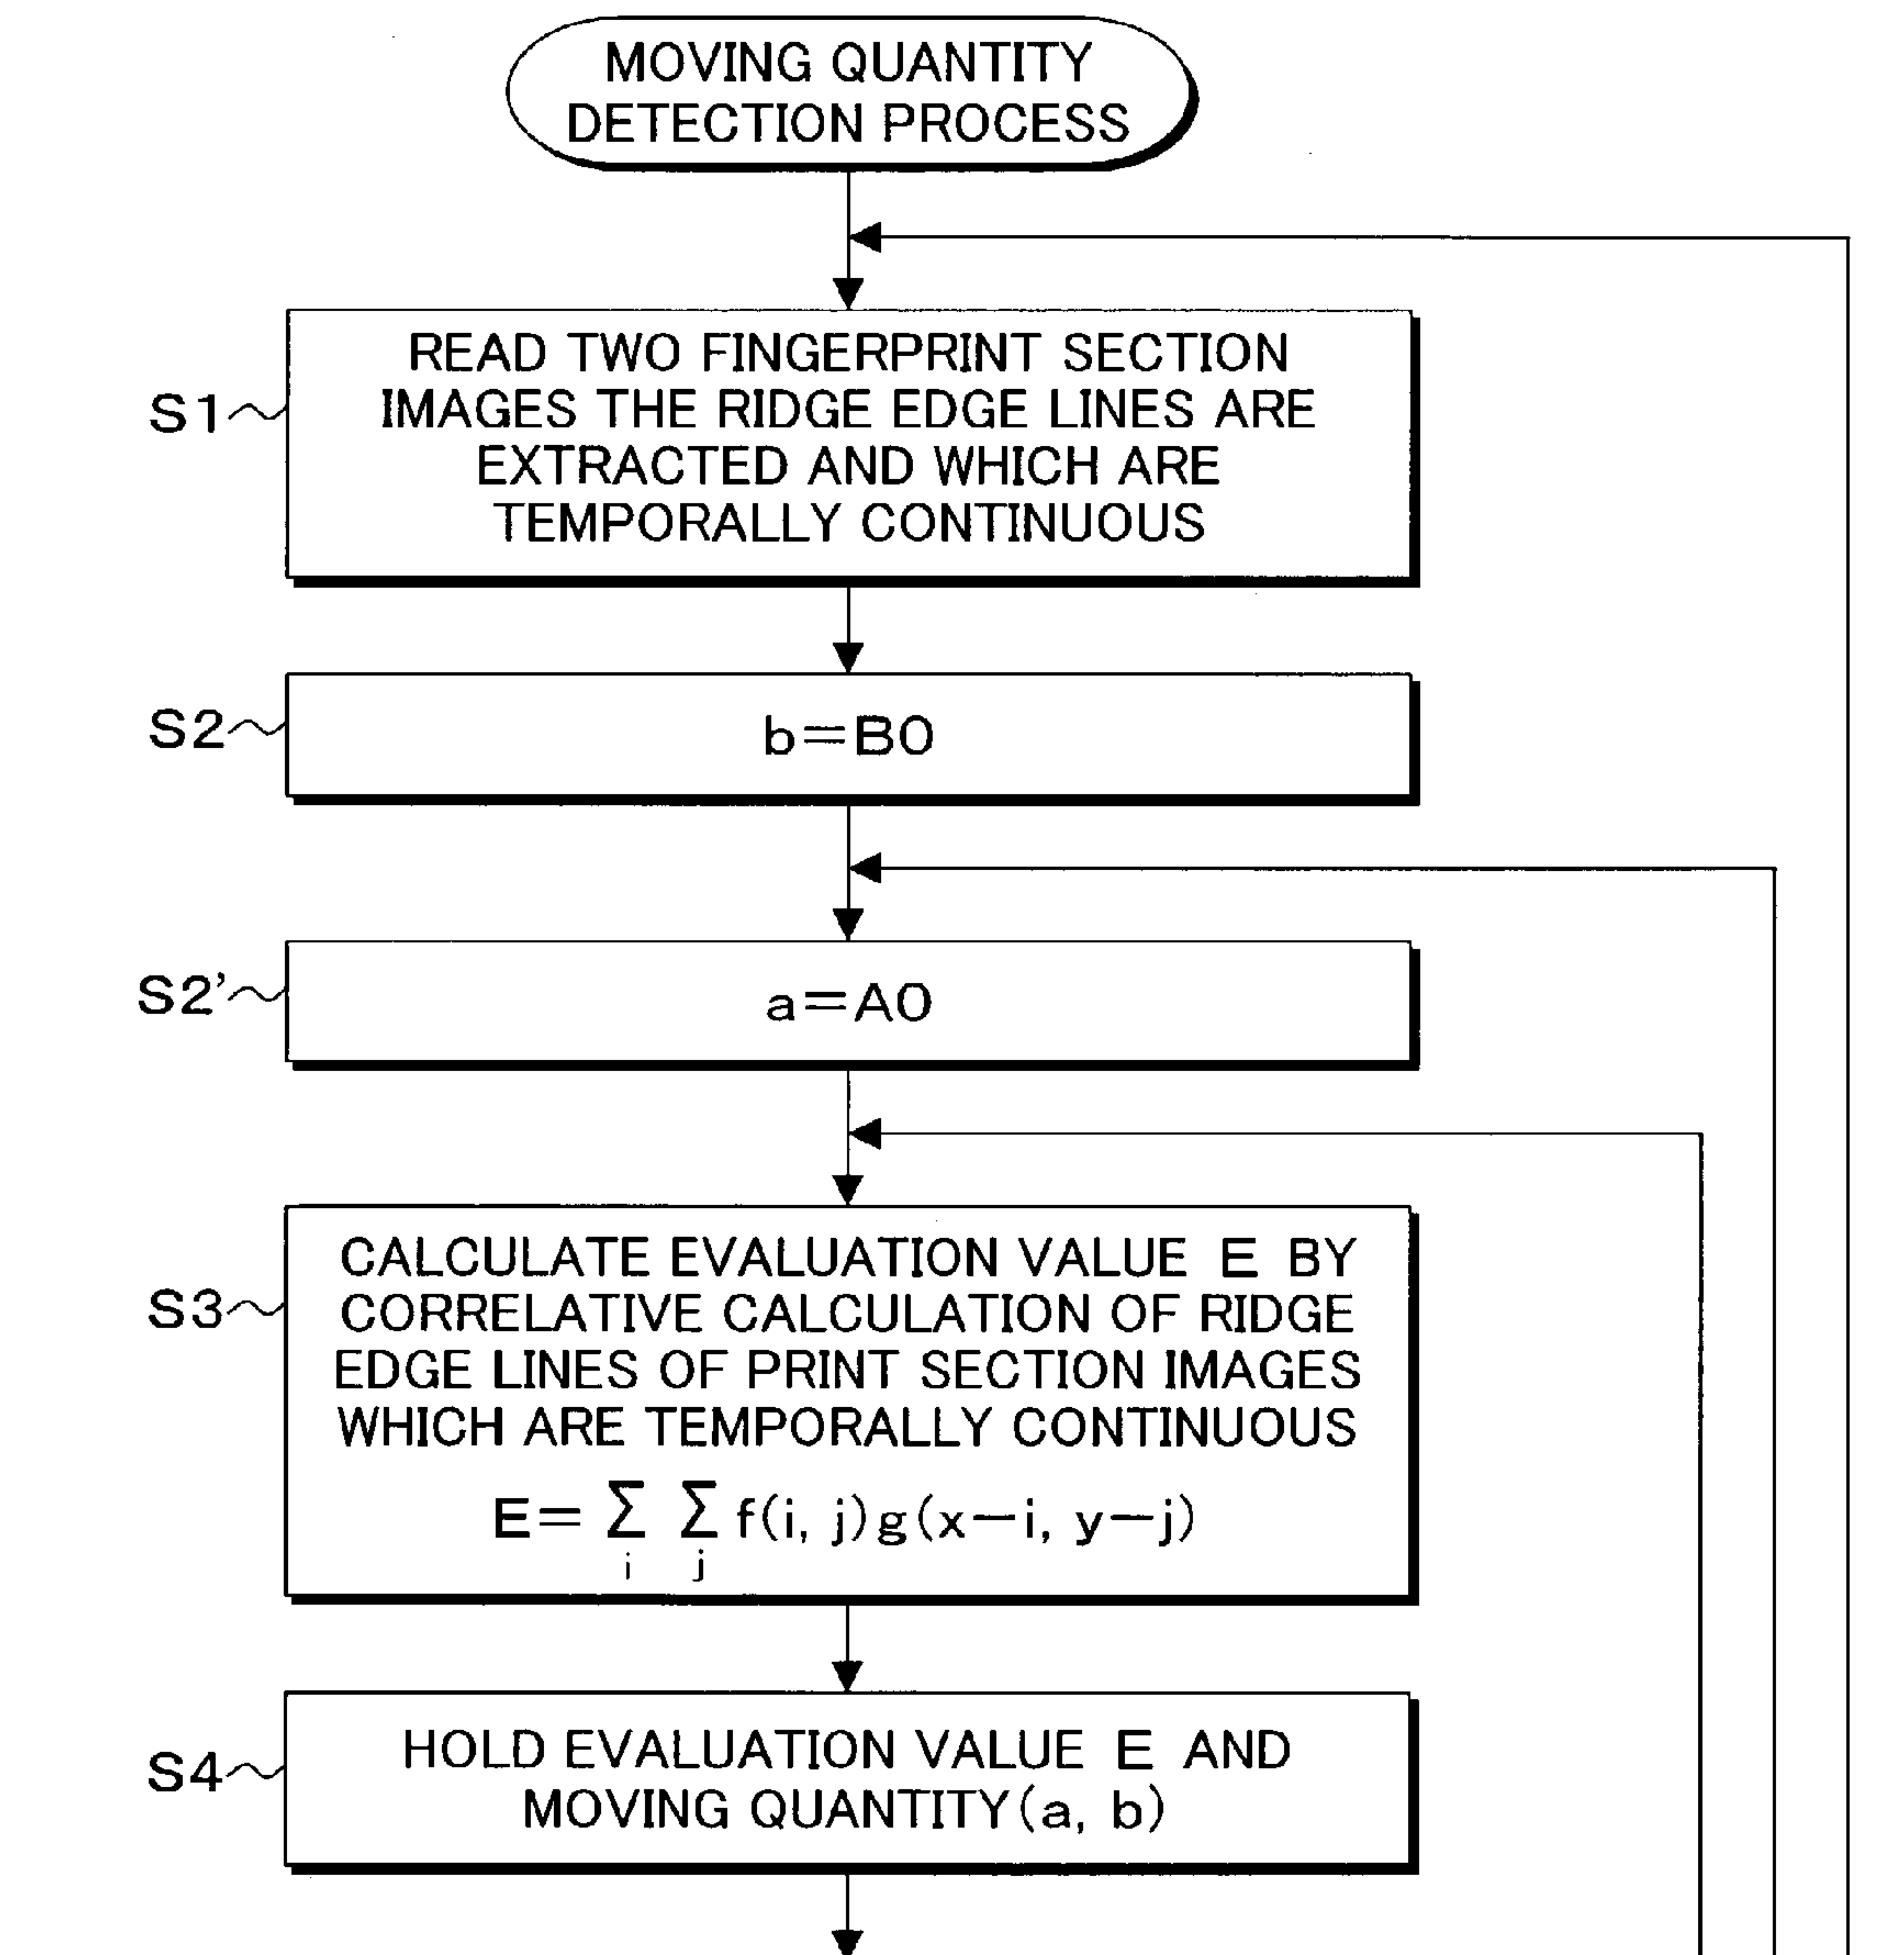 MOVING QUANTITY
DETECTION PROCESS
S1
READ TWO FINGERPRINT SECTION
IMAGES THE RIDGE EDGE LINES ARE
EXTRACTED AND WHICH ARE
TEMPORALLY CONTINUOUS
S2
b=B0
S2'
a=A0
S3
CALCULATE EVALUATION VALUE E BY
CORRELATIVE CALCULATION OF RIDGE
EDGE LINES OF PRINT SECTION IMAGES
WHICH ARE TEMPORALLY CONTINUOUS
E= Σ Σ f(i, j)g(x-i, y-j)
i j
S4
HOLD EVALUATION VALUE E AND
MOVING QUANTITY(a, b)